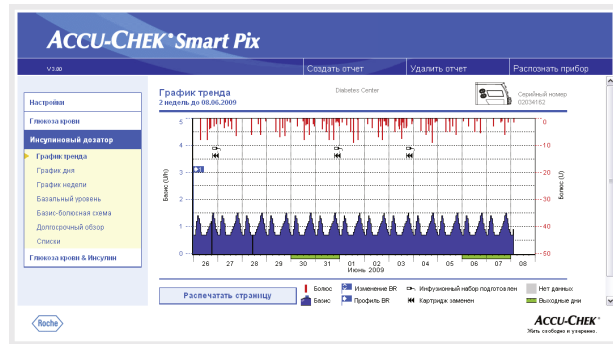 ACCU-CHEK® Smart Pix
V 3.00
Создать отчет
Удалить отчет
Распознать прибор
Настройки
Глюкоза крови
Инсулиновый дозатор
График тренда
График дня
График недели
Базальный уровень
Базис-болюсная схема
Долгосрочный обзор
Списки
Глюкоза крови & Инсулин
График тренда
2 недель до 08.06.2009
Diabetes Center
Серийный номер
02034162
Базис (U/h)
5
4
3
2
1
0
0
-10
-20
-30
-40
-50
Болюс (U)
26 27 28 29 30 31 01 02 03 04 05 06 07 08
Июнь 2009
Распечатать страницу
Болюс
Базис
Изменение BR
Профиль BR
Инфузионный набор подготовлен
Картридж заменен
Нет данных
Выходные дни
Roche
ACCU-CHEK®
Жить свободно и уверенно.